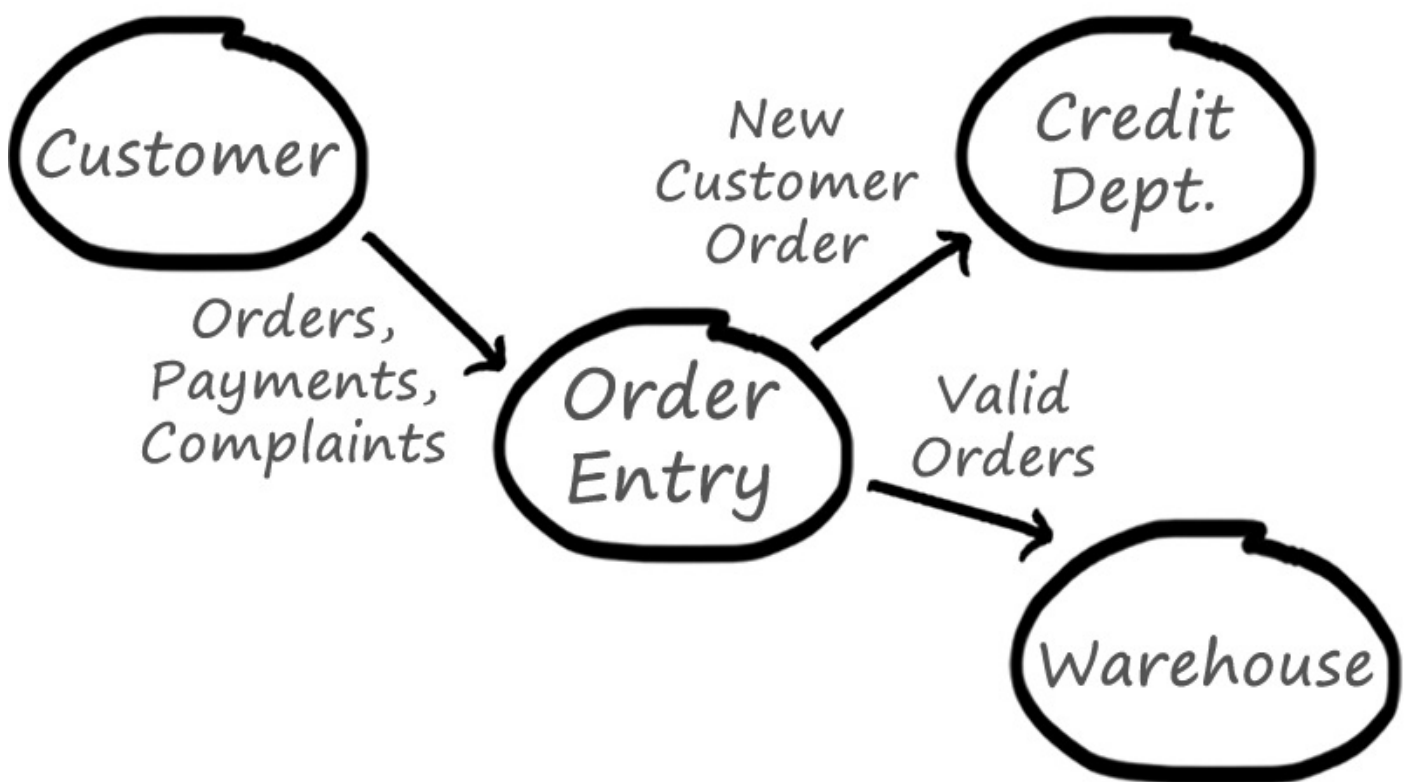 Customer
Orders,
Payments,
Complaints
Order
Entry
New
Customer
Order
Credit
Dept.
Valid
Orders
Warehouse